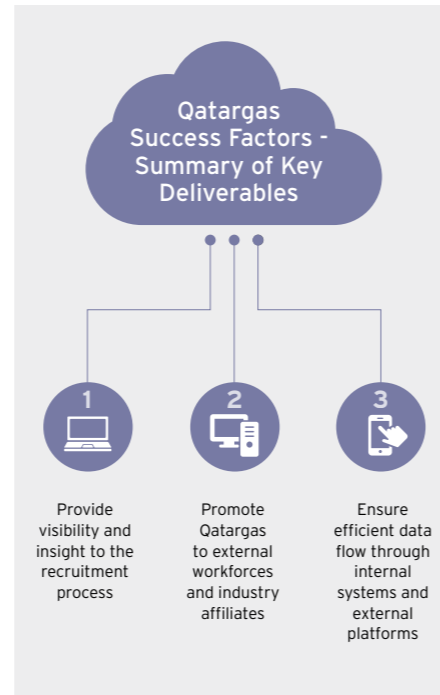 Qatargas
Success Factors -
Summary of Key
Deliverables
1
2
3
Provide
visibility and
insight to the
recruitment
process
Promote
Qatargas
to external
workforces
and industry
affiliates
Ensure
efficient data
flow through
internal
systems and
external
platforms